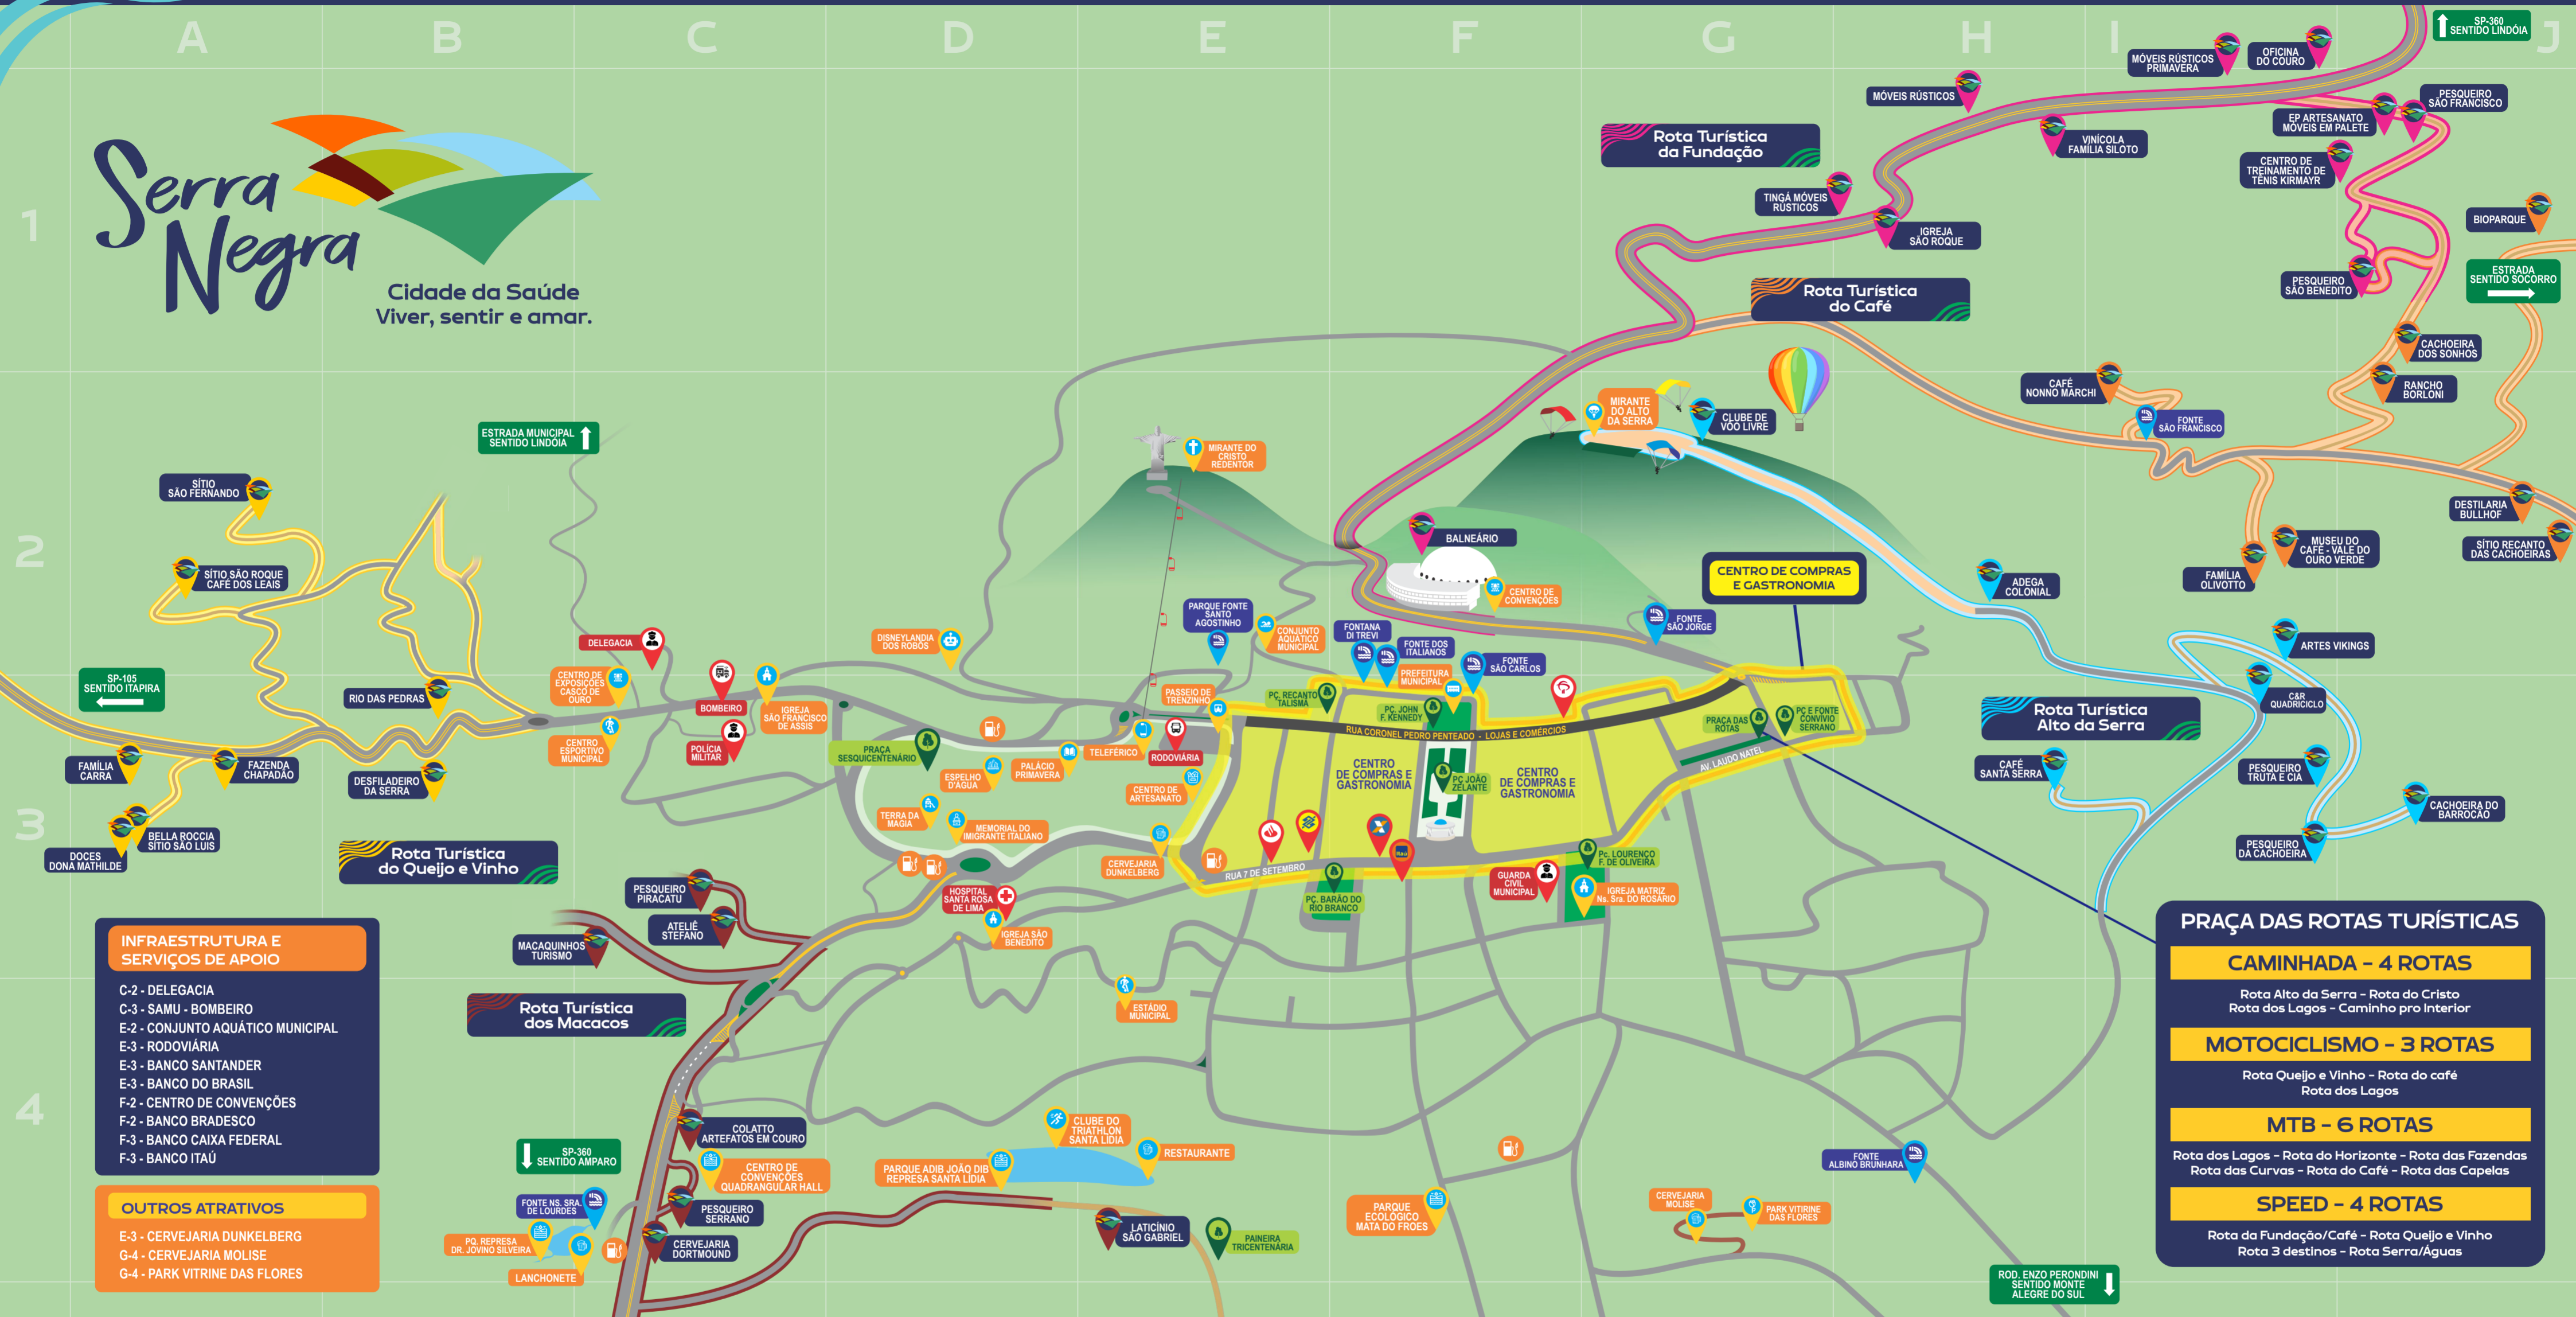 A
B
C
D
E
F
G
H
I
J
1
2
3
4
Serra
Negra
Cidade da Saúde
Viver, sentir e amar.
SP-360
SENTIDO LINDÓIA
MÓVEIS RÚSTICOS
PRIMAVERA
OFICINA
DO COURO
MÓVEIS RÚSTICOS
PESQUEIRO
SÃO FRANCISCO
EP ARTESANATO
MÓVEIS EM PALETE
VINÍCOLA
FAMÍLIA SILOTO
Rota Turística
da Fundação
CENTRO DE
TREINAMENTO DE
TÊNIS KIRMAYR
TINGÁ MÓVEIS
RÚSTICOS
IGREJA
SÃO ROQUE
BIOPARQUE
PESQUEIRO
SÃO BENEDITO
ESTRADA
SENTIDO SOCORRO
Rota Turística
do Café
CACHOEIRA
DOS SONHOS
RANCHO
BORLONI
CAFÉ
NONNO MARCHI
FONTE
SÃO FRANCISCO
MIRANTE
DO ALTO
DA SERRA
CLUBE DE
VOO LIVRE
ESTRADA MUNICIPAL
SENTIDO LINDÓIA
MIRANTE DO
CRISTO
REDENTOR
SÍTIO
SÃO FERNANDO
SÍTIO SÃO ROQUE
CAFÉ DOS LEAIS
BALNEÁRIO
CENTRO DE
CONVENÇÕES
CENTRO DE COMPRAS
E GASTRONOMIA
DESTILARIA
BULLHOF
SÍTIO RECANTO
DAS CACHOEIRAS
MUSEU DO
CAFÉ - VALE DO
OURO VERDE
FAMÍLIA
OLIVOTTO
ADEGA
COLONIAL
ARTES VIKINGS
C&R
QUADRICICLO
DELEGACIA
DISNEYLANDIA
DOS ROBÔS
PARQUE FONTE
SANTO
AGOSTINHO
CONJUNTO
AQUÁTICO
MUNICIPAL
FONTANA
DI TREVI
FONTE DOS
ITALIANOS
FONTE
SÃO CARLOS
FONTE
SÃO JORGE
PREFEITURA
MUNICIPAL
SP-105
SENTIDO ITAPIRA
RIO DAS PEDRAS
CENTRO DE
EXPOSIÇÕES
CASCO DE
OURO
BOMBEIRO
IGREJA
SÃO FRANCISCO
DE ASSIS
CENTRO
ESPORTIVO
MUNICIPAL
POLÍCIA
MILITAR
PRAÇA
SESQUICENTENÁRIO
PASSEIO DE
TRENZINHO
PÇ. RECANTO
TALISMÃ
PÇ. JOHN
F. KENNEDY
RUA CORONEL PEDRO PENTEADO - LOJAS E COMÉRCIOS
PRAÇA DAS
ROTAS
PÇ E FONTE
CONVÍVIO
SERRANO
AV. LAUDO NATEL
Rota Turística
Alto da Serra
FAMÍLIA
CARRA
FAZENDA
CHAPADÃO
DESFILADEIRO
DA SERRA
ESPELHO
D'AGUA
PALÁCIO
PRIMAVERA
TELEFÉRICO
RODOVIÁRIA
CENTRO DE
ARTESANATO
CENTRO
DE COMPRAS E
GASTRONOMIA
PÇ JOÃO
ZELANTE
CENTRO
DE COMPRAS E
GASTRONOMIA
CAFÉ
SANTA SERRA
PESQUEIRO
TRUTA E CIA
CACHOEIRA DO
BARROCÃO
PESQUEIRO
DA CACHOEIRA
BELLA ROCCIA
SÍTIO SÃO LUIS
DOCES
DONA MATHILDE
Rota Turística
do Queijo e Vinho
TERRA DA
MAGIA
MEMORIAL DO
IMIGRANTE ITALIANO
CERVEJARIA
DUNKELBERG
RUA 7 DE SETEMBRO
Itaú
PÇ. BARÃO DO
RIO BRANCO
GUARDA
CIVIL
MUNICIPAL
Pc. LOURENÇO
F. DE OLIVEIRA
IGREJA MATRIZ
Ns. Sra. DO ROSÁRIO
PESQUEIRO
PIRACATU
ATELIÊ
STEFANO
HOSPITAL
SANTA ROSA
DE LIMA
IGREJA SÃO
BENEDITO
MACAQUINHOS
TURISMO
Rota Turística
dos Macacos
ESTÁDIO
MUNICIPAL
INFRAESTRUTURA E
SERVIÇOS DE APOIO
C-2 - DELEGACIA
C-3 - SAMU - BOMBEIRO
E-2 - CONJUNTO AQUÁTICO MUNICIPAL
E-3 - RODOVIÁRIA
E-3 - BANCO SANTANDER
E-3 - BANCO DO BRASIL
F-2 - CENTRO DE CONVENÇÕES
F-2 - BANCO BRADESCO
F-3 - BANCO CAIXA FEDERAL
F-3 - BANCO ITAÚ
OUTROS ATRATIVOS
E-3 - CERVEJARIA DUNKELBERG
G-4 - CERVEJARIA MOLISE
G-4 - PARK VITRINE DAS FLORES
COLATTO
ARTEFATOS EM COURO
SP-360
SENTIDO AMPARO
CENTRO DE
CONVENÇÕES
QUADRANGULAR HALL
FONTE NS. SRA.
DE LOURDES
PESQUEIRO
SERRANO
PQ. REPRESA
DR. JOVINO SILVEIRA
CERVEJARIA
DORTMOUND
LANCHONETE
CLUBE DO
TRIATHLON
SANTA LÍDIA
RESTAURANTE
PARQUE ADIB JOÃO DIB
REPRESA SANTA LÍDIA
LATICÍNIO
SÃO GABRIEL
PAINEIRA
TRICENTENÁRIA
PARQUE
ECOLÓGICO
MATA DO FROES
CERVEJARIA
MOLISE
PARK VITIRINE
DAS FLORES
FONTE
ALBINO BRUNHARA
ROD. ENZO PERONDINI
SENTIDO MONTE
ALEGRE DO SUL
PRAÇA DAS ROTAS TURÍSTICAS
CAMINHADA - 4 ROTAS
Rota Alto da Serra - Rota do Cristo
Rota dos Lagos - Caminho pro Interior
MOTOCICLISMO - 3 ROTAS
Rota Queijo e Vinho - Rota do café
Rota dos Lagos
MTB - 6 ROTAS
Rota dos Lagos - Rota do Horizonte - Rota das Fazendas
Rota das Curvas - Rota do Café - Rota das Capelas
SPEED - 4 ROTAS
Rota da Fundação/Café - Rota Queijo e Vinho
Rota 3 destinos - Rota Serra/Águas